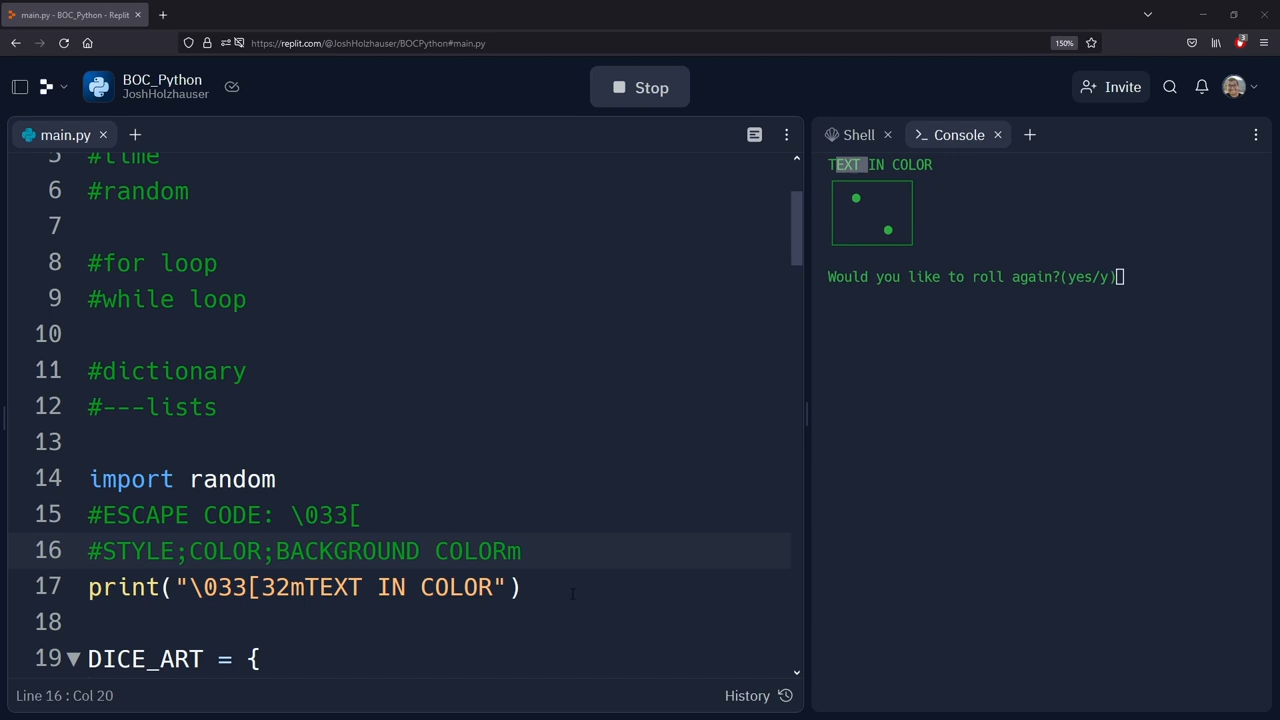 main.py - BOC_Python - Replit
https://replit.com/@JoshHolzhauser/BOCPython#main.py
150%
3
BOC_Python
JoshHolzhauser
Stop
Invite
main.py
5 #time
6 #random
7
8 #for loop
9 #while loop
10
11 #dictionary
12 #---lists
13
14 import random
15 #ESCAPE CODE: \033[
16 #STYLE;COLOR;BACKGROUND COLORm
17 print("\033[32mTEXT IN COLOR")
18
19 DICE_ART = {
Line 16 : Col 20
History
Shell
Console
TEXT IN COLOR
Would you like to roll again?(yes/y)